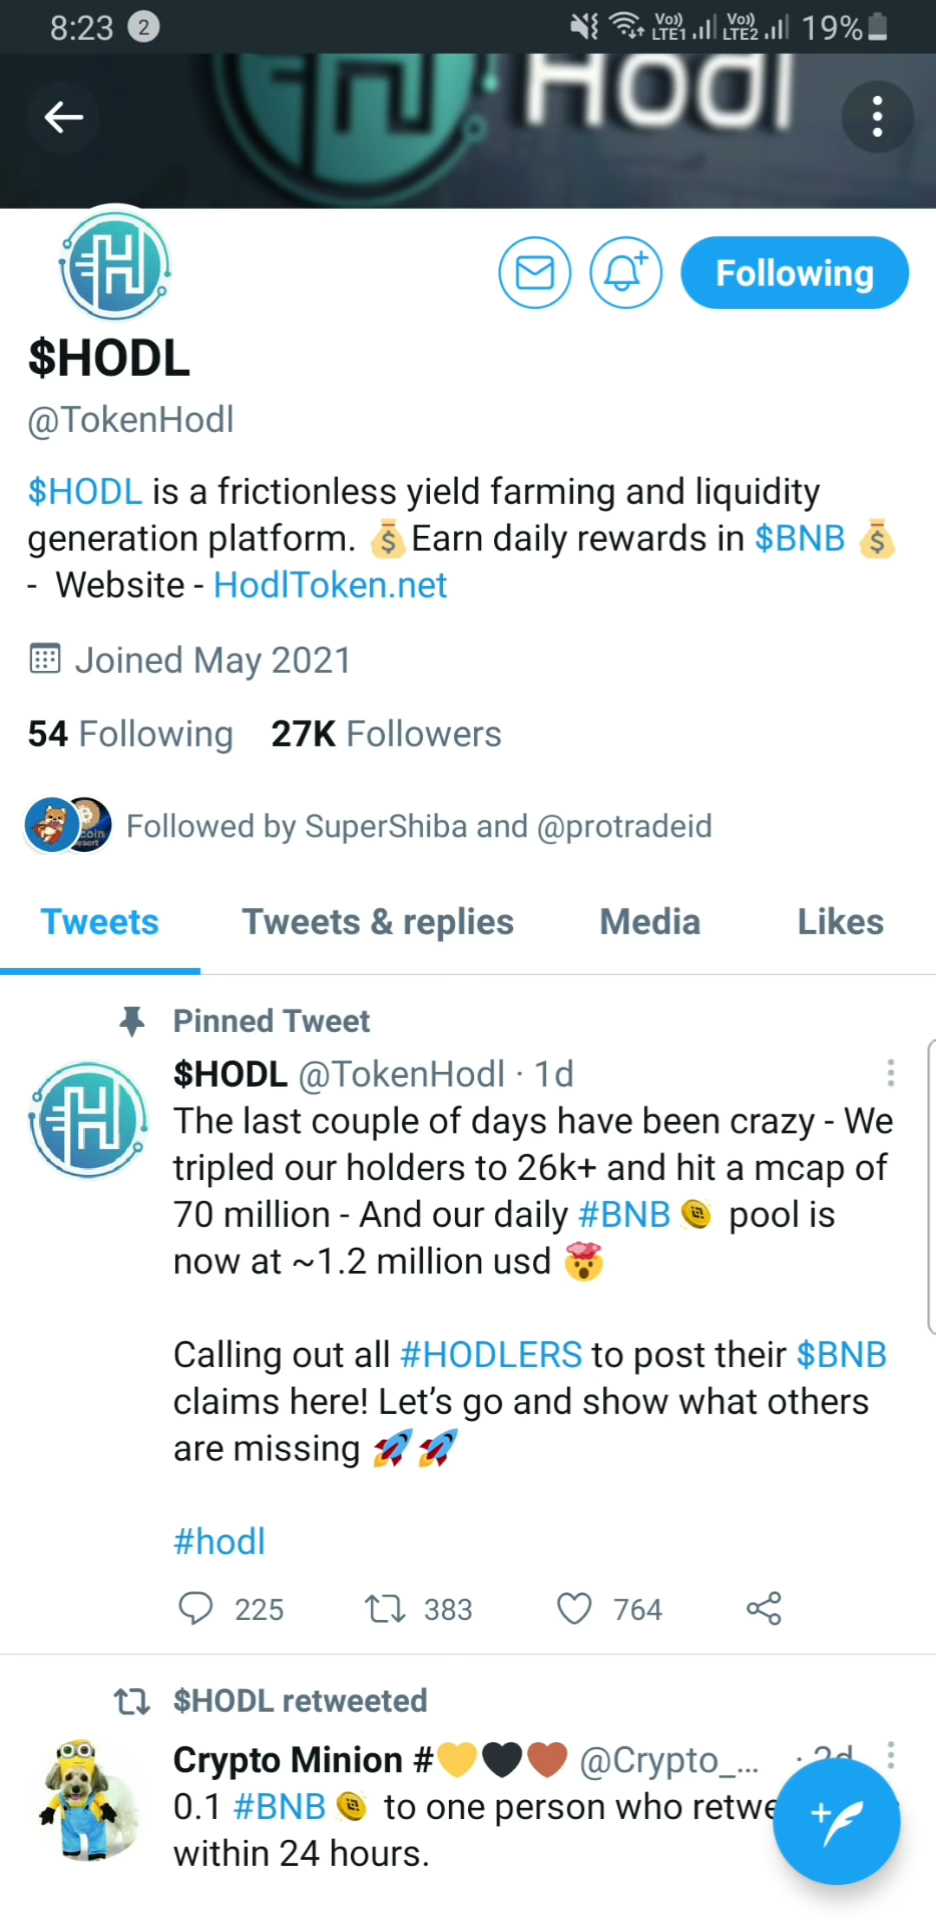 8:23 2 Vo)) LTE1 Vo)) LTE2 19%
Hodl
$HODL
Following
@TokenHodl
$HODL is a frictionless yield farming and liquidity
generation platform. 💰Earn daily rewards in $BNB 💰
- Website - HodlToken.net
Joined May 2021
54 Following 27K Followers
Followed by SuperShiba and @protradeid
Tweets Tweets & replies Media Likes
Pinned Tweet
$HODL @TokenHodl · 1d
The last couple of days have been crazy - We
tripled our holders to 26k+ and hit a mcap of
70 million - And our daily #BNB pool is
now at ~1.2 million usd 🤯
Calling out all #HODLERS to post their $BNB
claims here! Let’s go and show what others
are missing 🚀🚀
#hodl
225 383 764
$HODL retweeted
Crypto Minion #💛🖤🤎 @Crypto_... · 2d
0.1 #BNB to one person who retwe
within 24 hours.